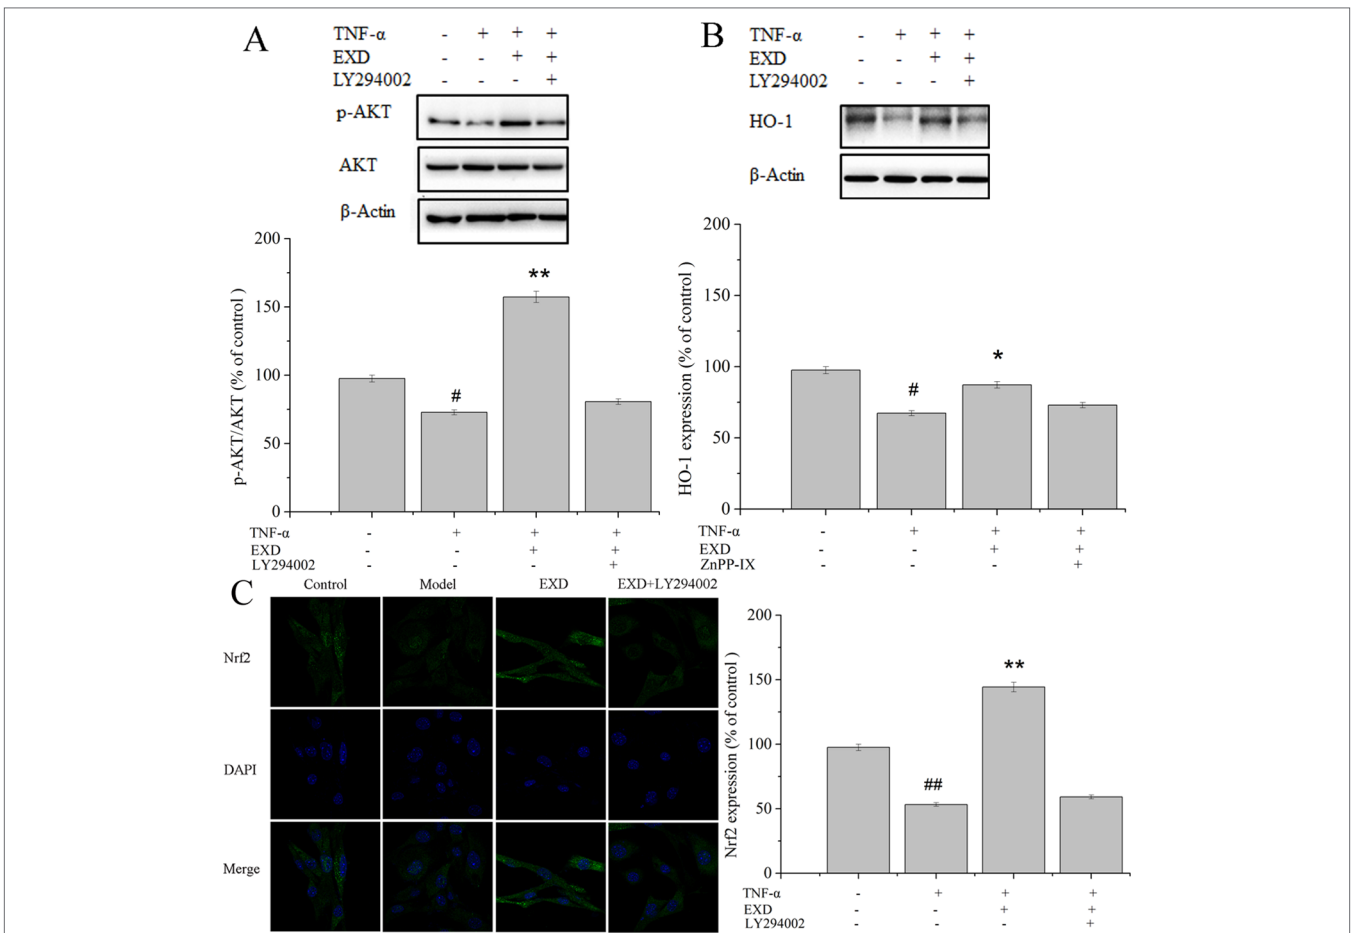 A
TNF-α - + + +
EXD - - + +
LY294002 - - - +
p-AKT
AKT
β-Actin
200
150
100
50
0
p-AKT/AKT (% of control )
#
**
TNF-α - + + +
EXD - - + +
LY294002 - - - +
B
TNF-α - + + +
EXD - - + +
LY294002 - - - +
HO-1
β-Actin
200
150
100
50
0
HO-1 expression (% of control )
#
*
TNF-α - + + +
EXD - - + +
ZnPP-IX - - - +
C
Control Model EXD EXD+LY294002
Nrf2
DAPI
Merge
200
150
100
50
0
Nrf2 expression (% of control )
##
**
TNF-α - + + +
EXD - - + +
LY294002 - - - +